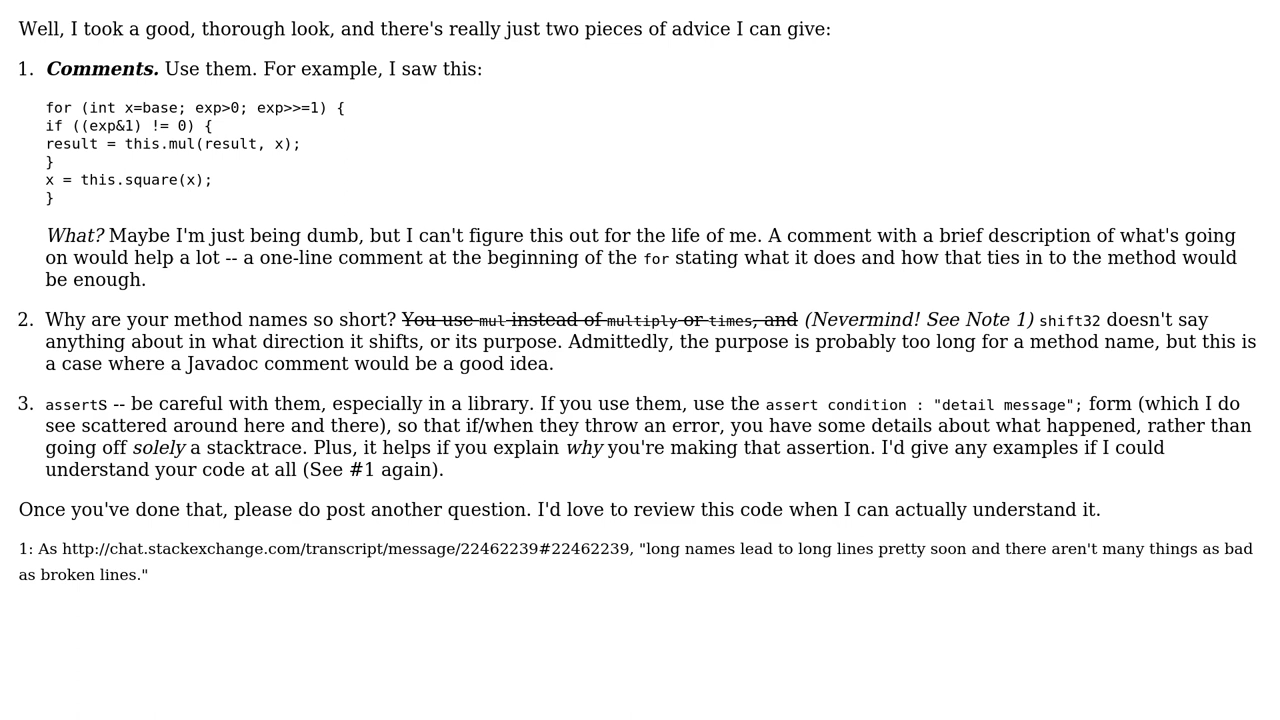 Well, I took a good, thorough look, and there's really just two pieces of advice I can give:
1. Comments. Use them. For example, I saw this:
for (int x=base; exp>0; exp>>=1) {
if ((exp&1) != 0) {
result = this.mul(result, x);
}
x = this.square(x);
}
What? Maybe I'm just being dumb, but I can't figure this out for the life of me. A comment with a brief description of what's going
on would help a lot -- a one-line comment at the beginning of the for stating what it does and how that ties in to the method would
be enough.
2. Why are your method names so short? You use mul instead of multiply or times, and (Nevermind! See Note 1) shift32 doesn't say
anything about in what direction it shifts, or its purpose. Admittedly, the purpose is probably too long for a method name, but this is
a case where a Javadoc comment would be a good idea.
3. asserts -- be careful with them, especially in a library. If you use them, use the assert condition : "detail message"; form (which I do
see scattered around here and there), so that if/when they throw an error, you have some details about what happened, rather than
going off solely a stacktrace. Plus, it helps if you explain why you're making that assertion. I'd give any examples if I could
understand your code at all (See #1 again).
Once you've done that, please do post another question. I'd love to review this code when I can actually understand it.
1: As http://chat.stackexchange.com/transcript/message/22462239#22462239, "long names lead to long lines pretty soon and there aren't many things as bad
as broken lines."